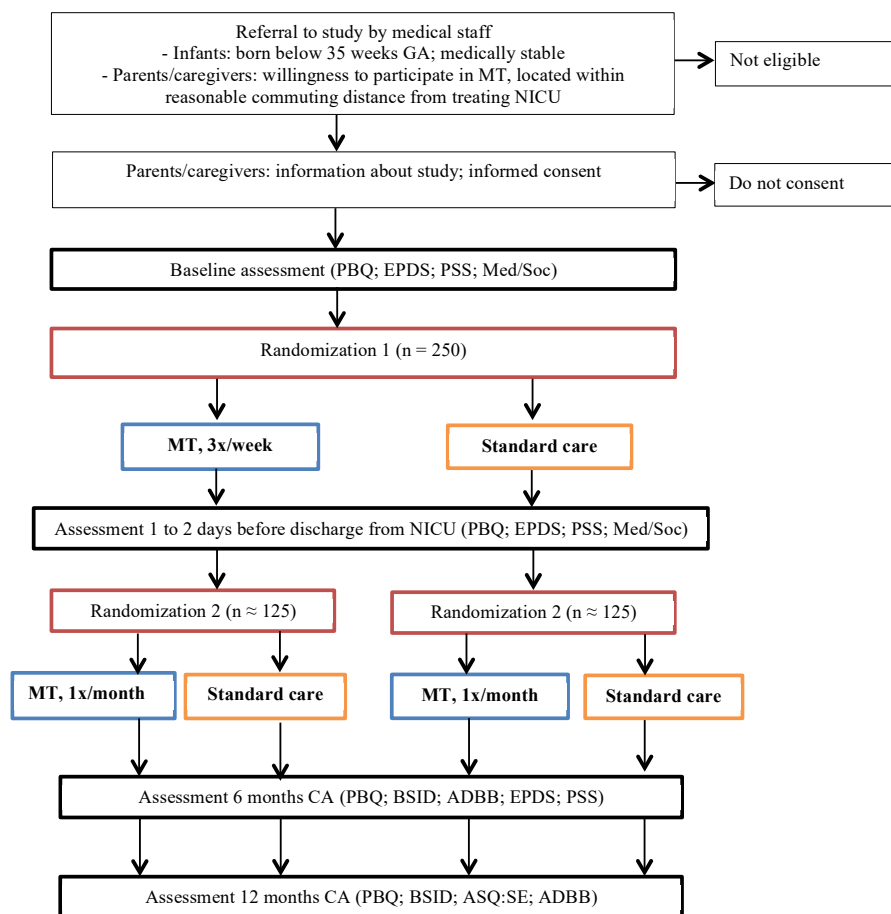 Referral to study by medical staff
- Infants: born below 35 weeks GA; medically stable
- Parents/caregivers: willingness to participate in MT, located within
reasonable commuting distance from treating NICU
Not eligible
Parents/caregivers: information about study; informed consent
Do not consent
Baseline assessment (PBQ; EPDS; PSS; Med/Soc)
Randomization 1 (n = 250)
MT, 3x/week
Standard care
Assessment 1 to 2 days before discharge from NICU (PBQ; EPDS; PSS; Med/Soc)
Randomization 2 (n ≈ 125)
Randomization 2 (n ≈ 125)
MT, 1x/month
Standard care
MT, 1x/month
Standard care
Assessment 6 months CA (PBQ; BSID; ADBB; EPDS; PSS)
Assessment 12 months CA (PBQ; BSID; ASQ:SE; ADBB)